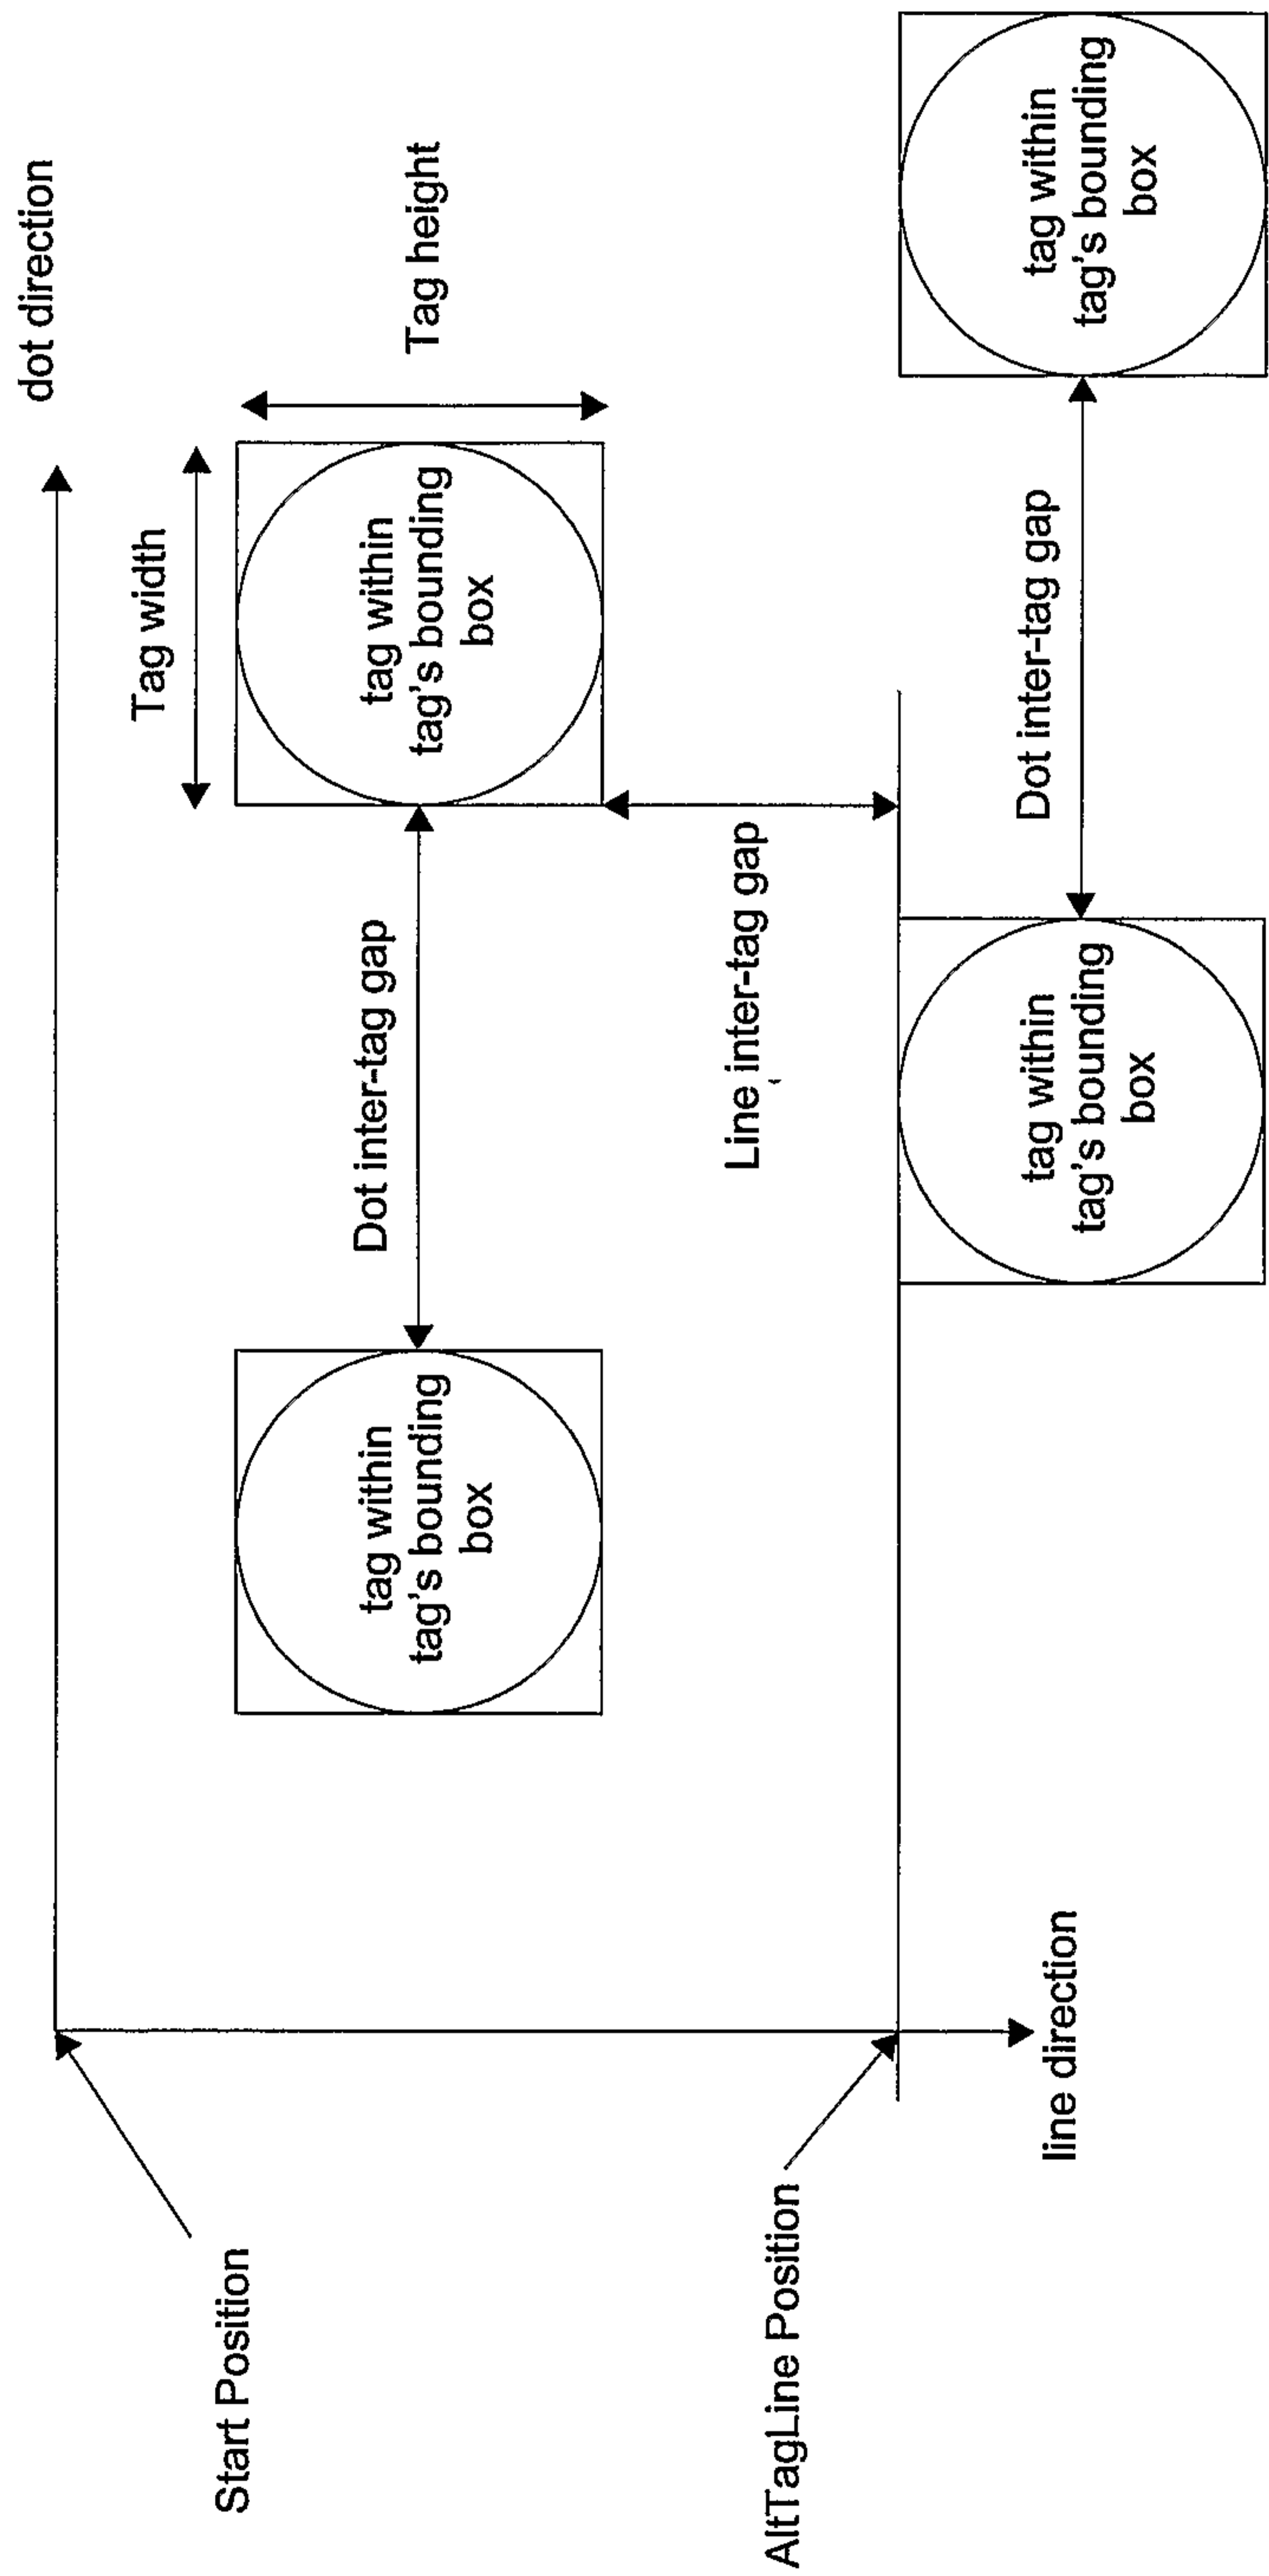 dot direction
Tag width
Tag height
tag within
tag's bounding
box
Dot inter-tag gap
tag within
tag's bounding
box
Start Position
Line inter-tag gap
AltTagLine Position
tag within
tag's bounding
box
Dot inter-tag gap
tag within
tag's bounding
box
line direction